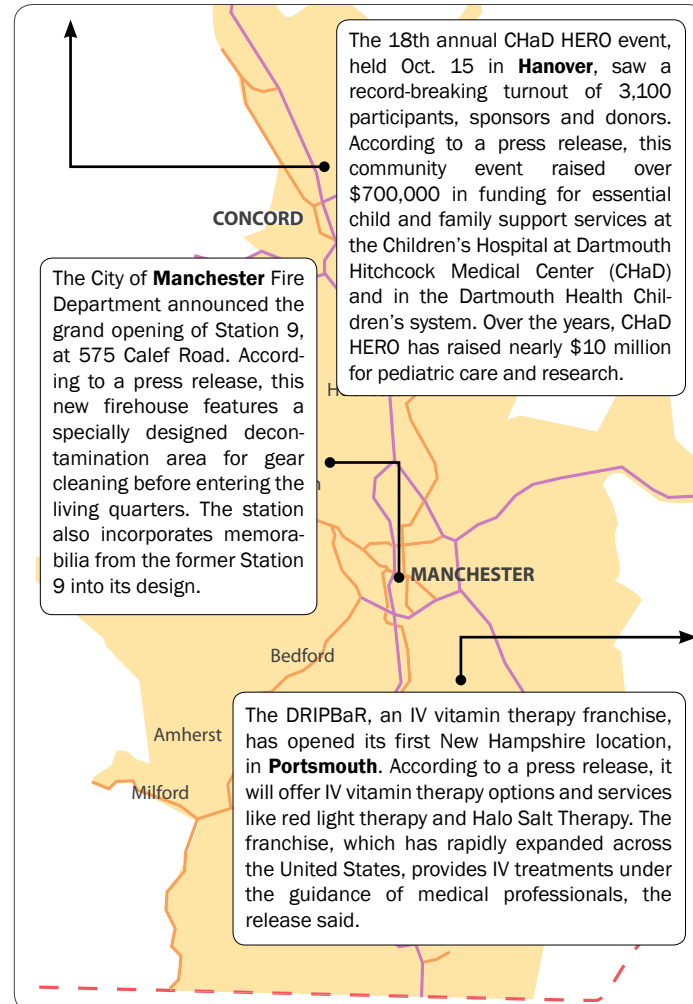 The 18th annual CHaD HERO event,
held Oct. 15 in Hanover, saw a
record-breaking turnout of 3,100
participants, sponsors and donors.
According to a press release, this
community event raised over
$700,000 in funding for essential
child and family support services at
the Children's Hospital at Dartmouth
Hitchcock Medical Center (CHaD)
and in the Dartmouth Health Chil-
dren's system. Over the years, CHaD
HERO has raised nearly $10 million
for pediatric care and research.
CONCORD
The City of Manchester Fire
Department announced the
grand opening of Station 9,
at 575 Calef Road. Accord-
ing to a press release, this
new firehouse features a
specially designed decon-
tamination area for gear
cleaning before entering the
living quarters. The station
also incorporates memora-
bilia from the former Station
9 into its design.
MANCHESTER
Bedford
Amherst
Milford
The DRIPBaR, an IV vitamin therapy franchise,
has opened its first New Hampshire location,
in Portsmouth. According to a press release, it
will offer IV vitamin therapy options and services
like red light therapy and Halo Salt Therapy. The
franchise, which has rapidly expanded across
the United States, provides IV treatments under
the guidance of medical professionals, the
release said.